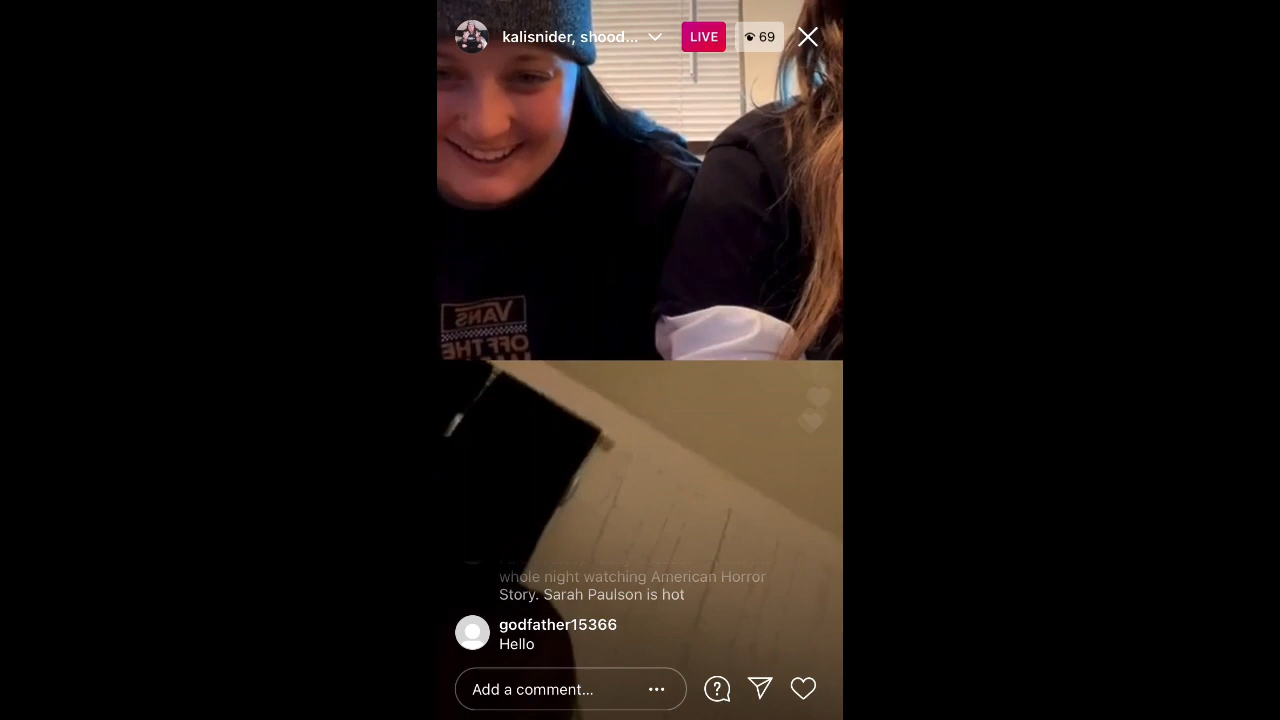 kalisnider, shood...
LIVE
69
VANS
OFF THE
whole night watching American Horror
Story. Sarah Paulson is hot
godfather15366
Hello
Add a comment...